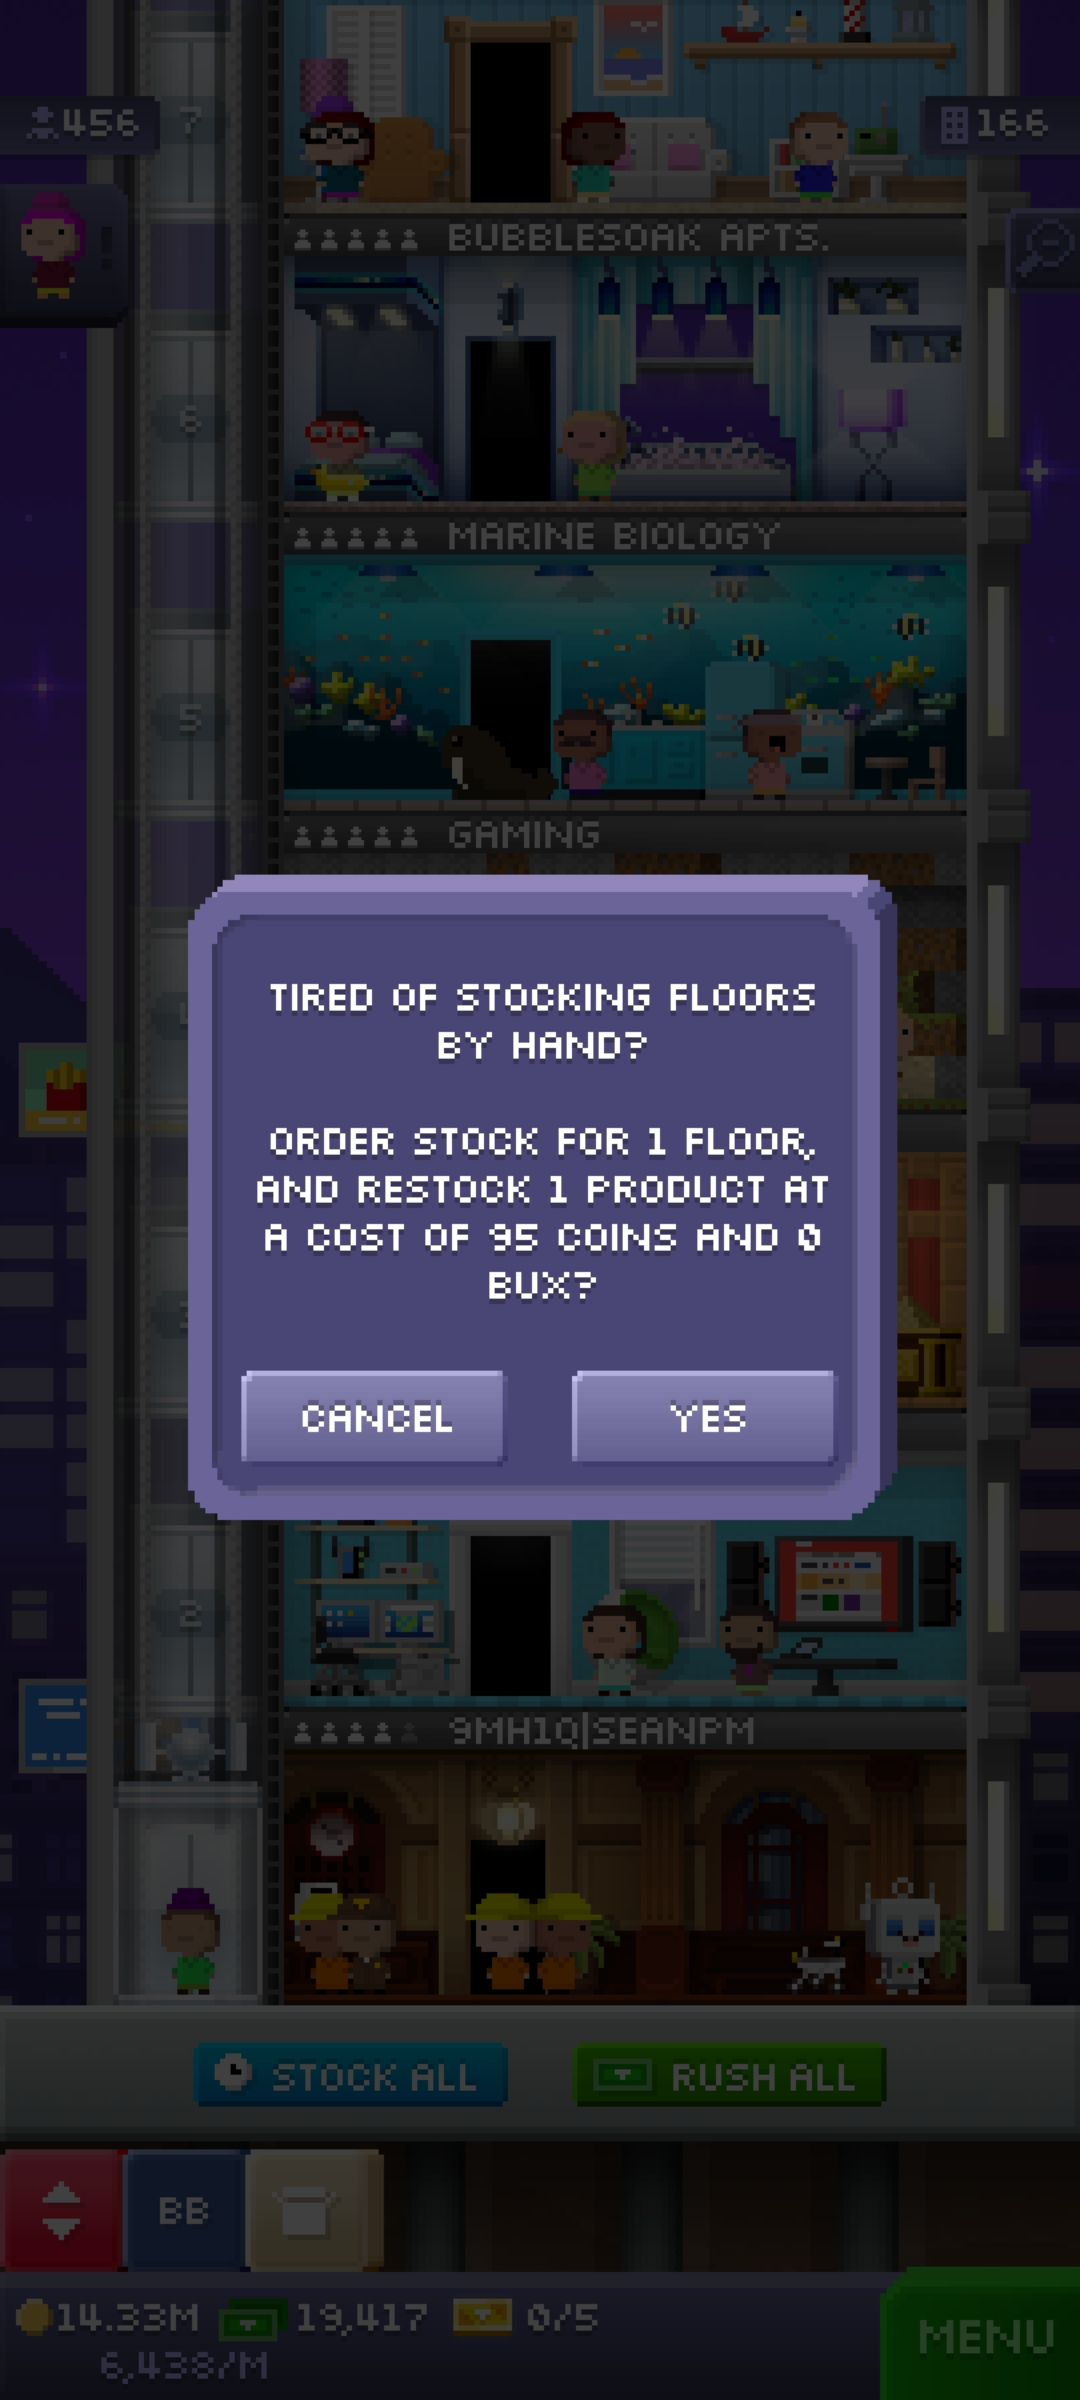 7
456
166
BUBBLESOAK APTS.
6
MARINE BIOLOGY
5
GAMING
TIRED OF STOCKING FLOORS
BY HAND?
ORDER STOCK FOR 1 FLOOR,
AND RESTOCK 1 PRODUCT AT
A COST OF 95 COINS AND 0
BUX?
CANCEL
YES
2
9MH1Q|SEANPM
STOCK ALL
RUSH ALL
BB
14.33M
19,417
0/5
6,438/M
MENU